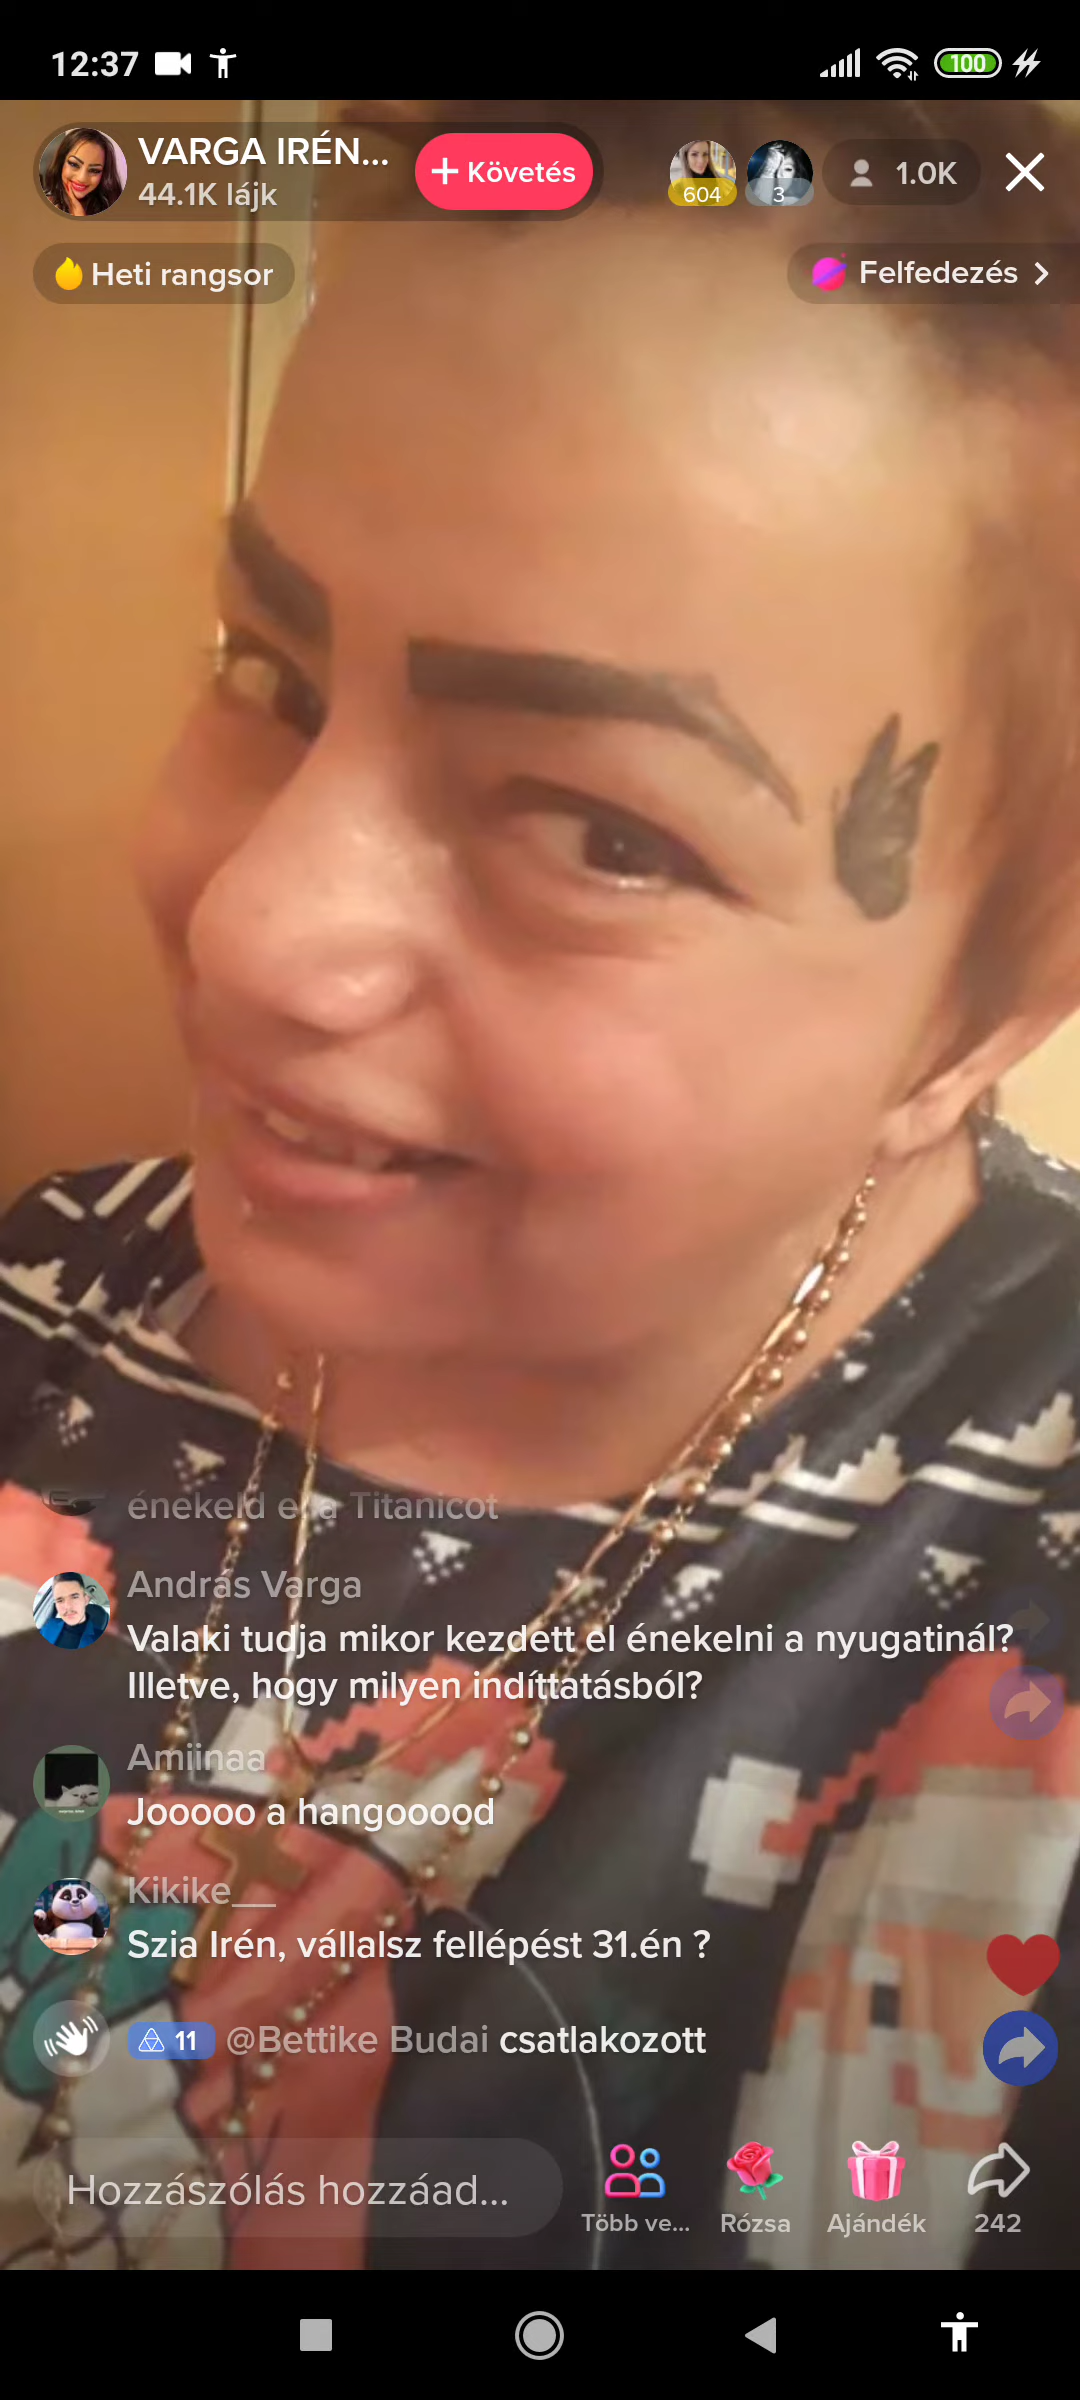 12:37
100
VARGA IRÉN...
44.1K lájk
Követés
604
3
1.0K
Heti rangsor
Felfedezés
énekeld el a Titanicot
András Varga
Valaki tudja mikor kezdett el énekelni a nyugatinál?
Illetve, hogy milyen indíttatásból?
Amiinaa
Jooooo a hangooood
Kikike__
Szia Irén, vállalsz fellépést 31.én ?
11 @Bettike Budai csatlakozott
Hozzászólás hozzáad...
Több ve...
Rózsa
Ajándék
242